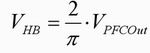 V_HB = 2/π · V_PFCOut